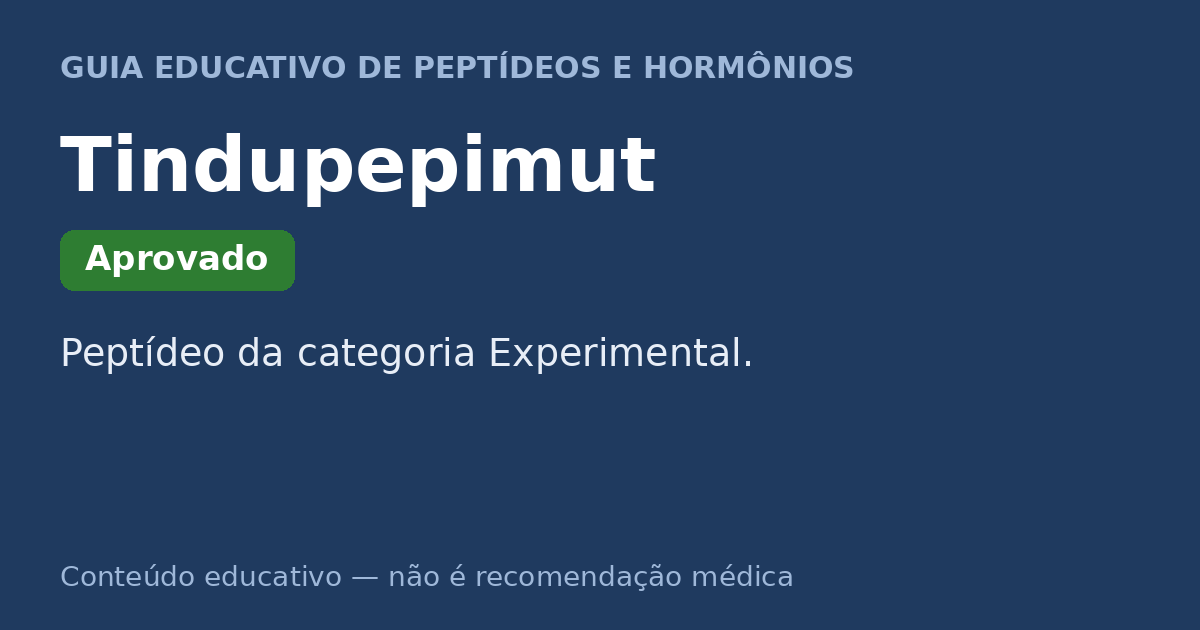 GUIA EDUCATIVO DE PEPTÍDEOS E HORMÔNIOS
Tindupepimut
Aprovado
Peptídeo da categoria Experimental.
Conteúdo educativo — não é recomendação médica